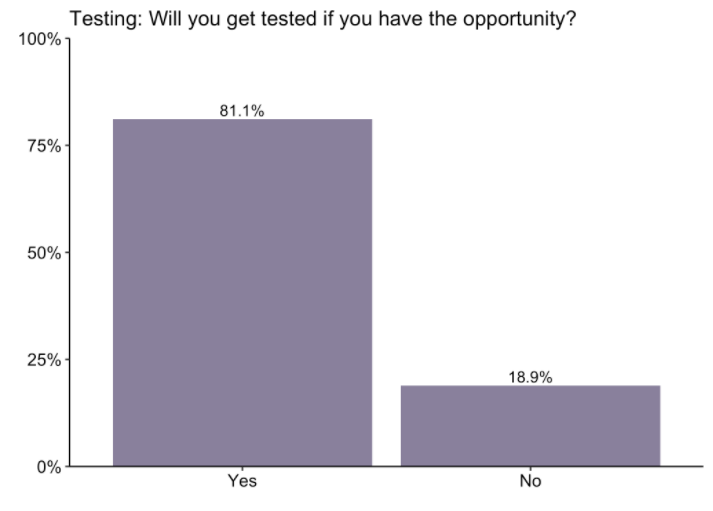 Testing: Will you get tested if you have the opportunity?
100%
75%
50%
25%
0%
81.1%
18.9%
Yes
No